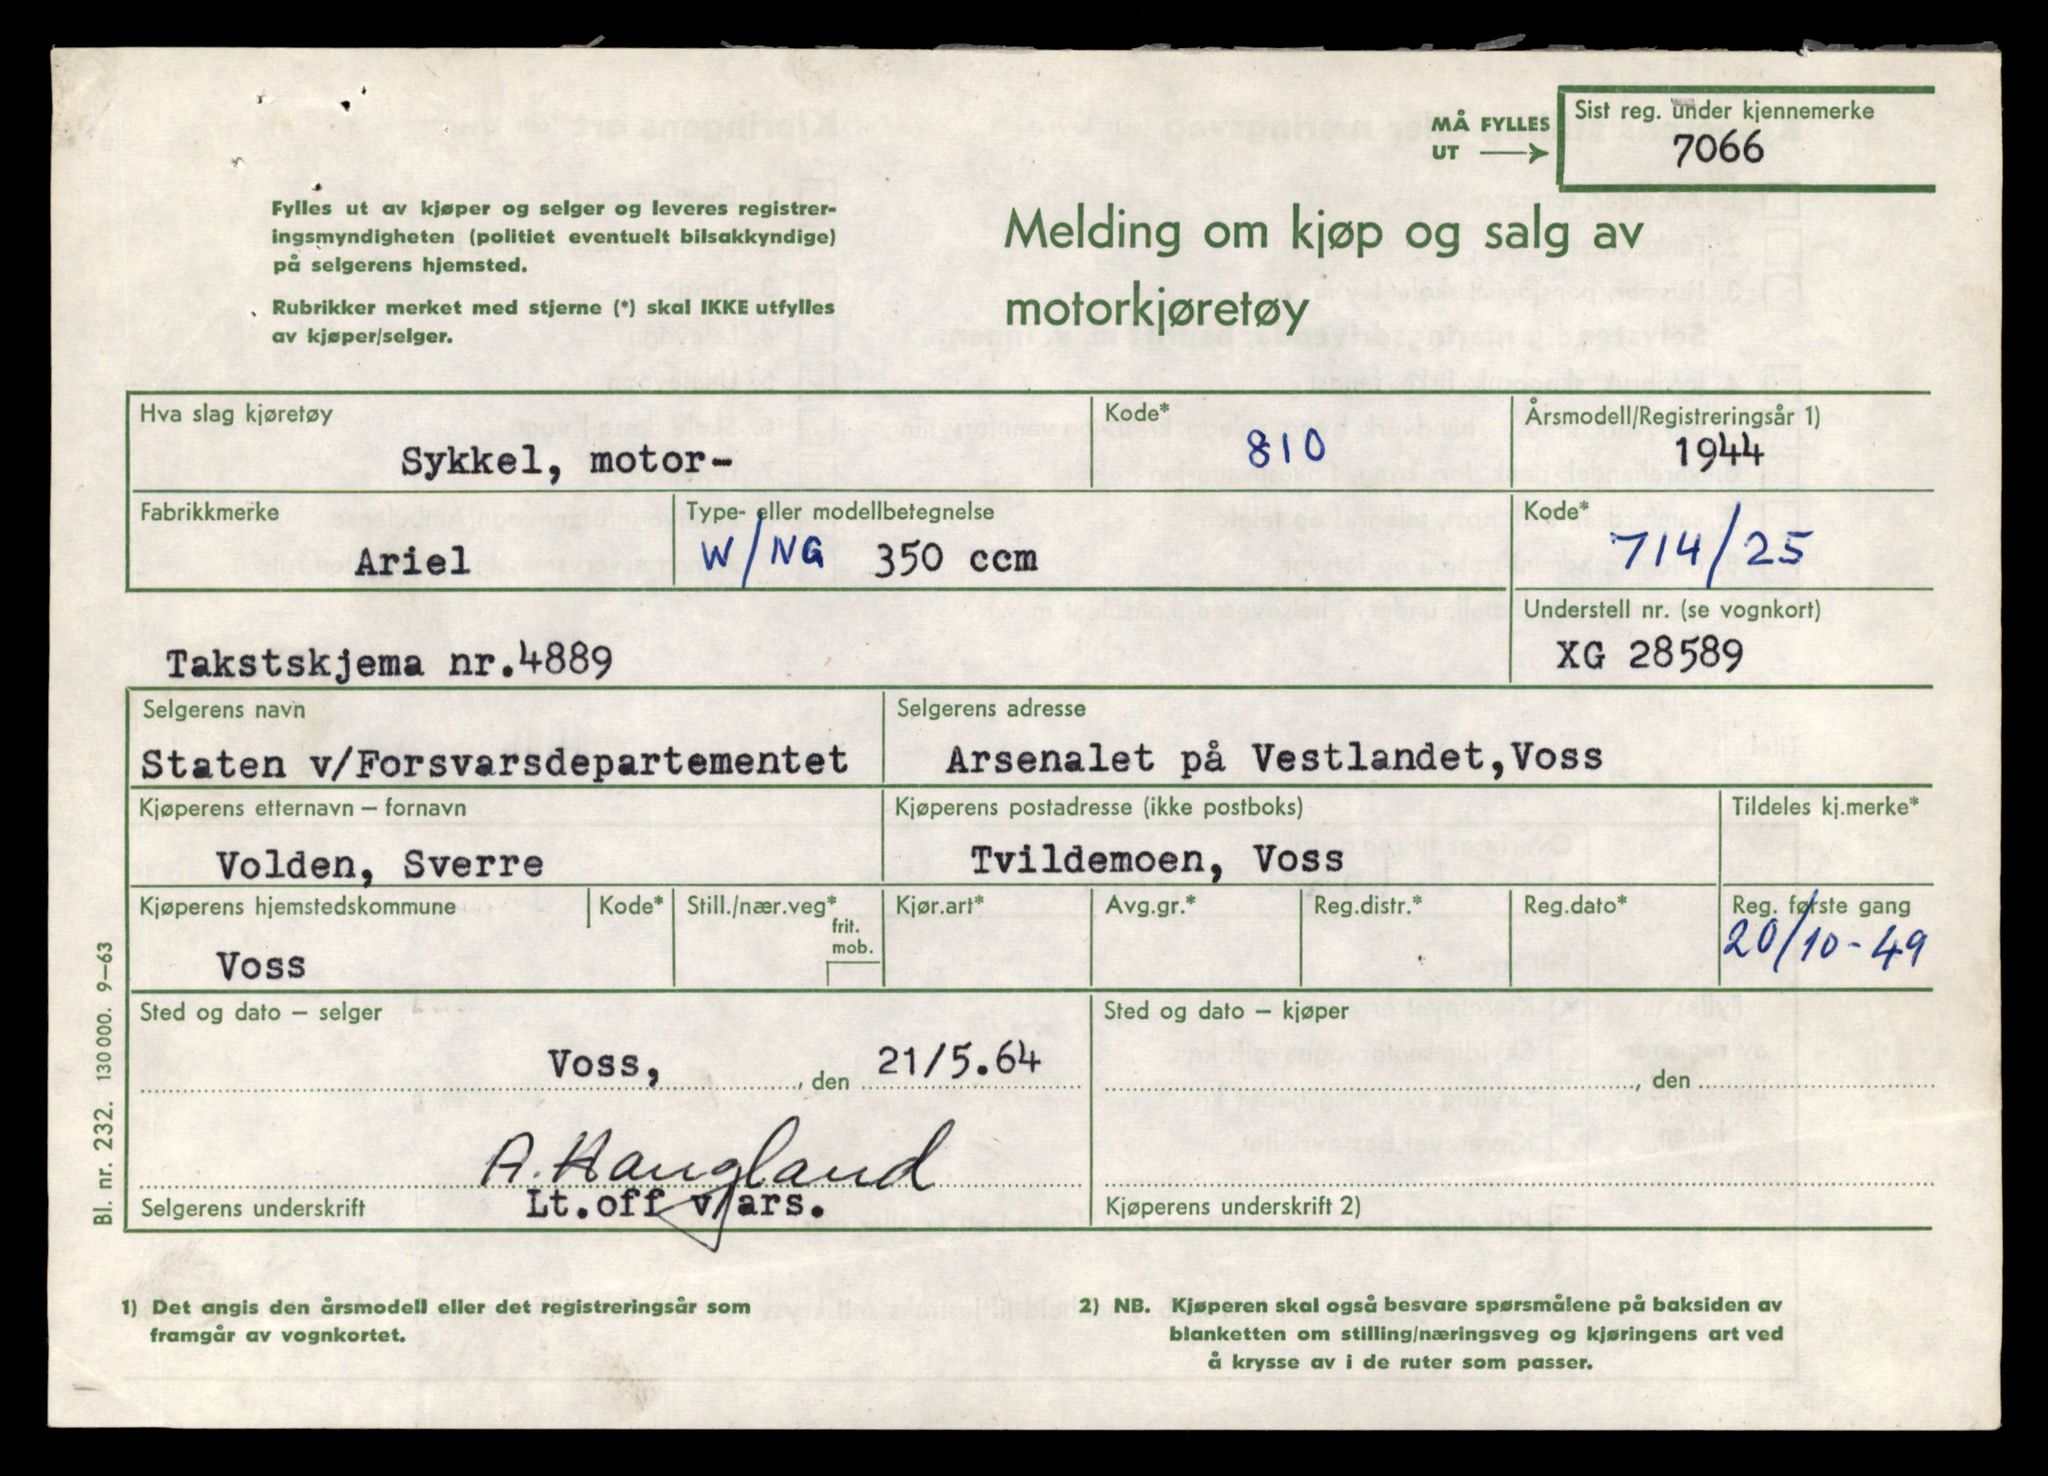 MÅ FYLLES UT
Sist reg. under kjennemerke
7066
Fylles ut av kjøper og selger og leveres registrer-
ingsmyndigheten (politiet eventuelt bilsakkyndige)
på selgerens hjemsted.
Rubrikker merket med stjerne (*) skal IKKE utfylles
av kjøper/selger.
Melding om kjøp og salg av
motorkjøretøy
Hva slag kjøretøy
Sykkel, motor-
Kode*
810
Årsmodell/Registreringsår 1)
1944
Fabrikkmerke
Ariel
Type- eller modellbetegnelse
W/NG 350 ccm
Kode*
714/25
Takstskjema nr.4889
Understell nr. (se vognkort)
XG 28589
Selgerens navn
Staten v/Forsvarsdepartementet
Selgerens adresse
Arsenalet på Vestlandet,Voss
Kjøperens etternavn – fornavn
Volden, Sverre
Kjøperens postadresse (ikke postboks)
Tvildemoen, Voss
Tildeles kj.merke*
Kjøperens hjemstedskommune
Voss
Kode*
Still./nær.veg*
frit.
mob.
Kjør.art*
Avg.gr.*
Reg.distr.*
Reg.dato*
Reg. første gang
20/10-49
Sted og dato – selger
Voss, , den 21/5.64
A. Haugland
Selgerens underskrift
Lt.off v/ars.
Sted og dato – kjøper
, den
Kjøperens underskrift 2)
Bl. nr. 232. 130 000. 9–63
1) Det angis den årsmodell eller det registreringsår som
framgår av vognkortet.
2) NB. Kjøperen skal også besvare spørsmålene på baksiden av
blanketten om stilling/næringsveg og kjøringens art ved
å krysse av i de ruter som passer.